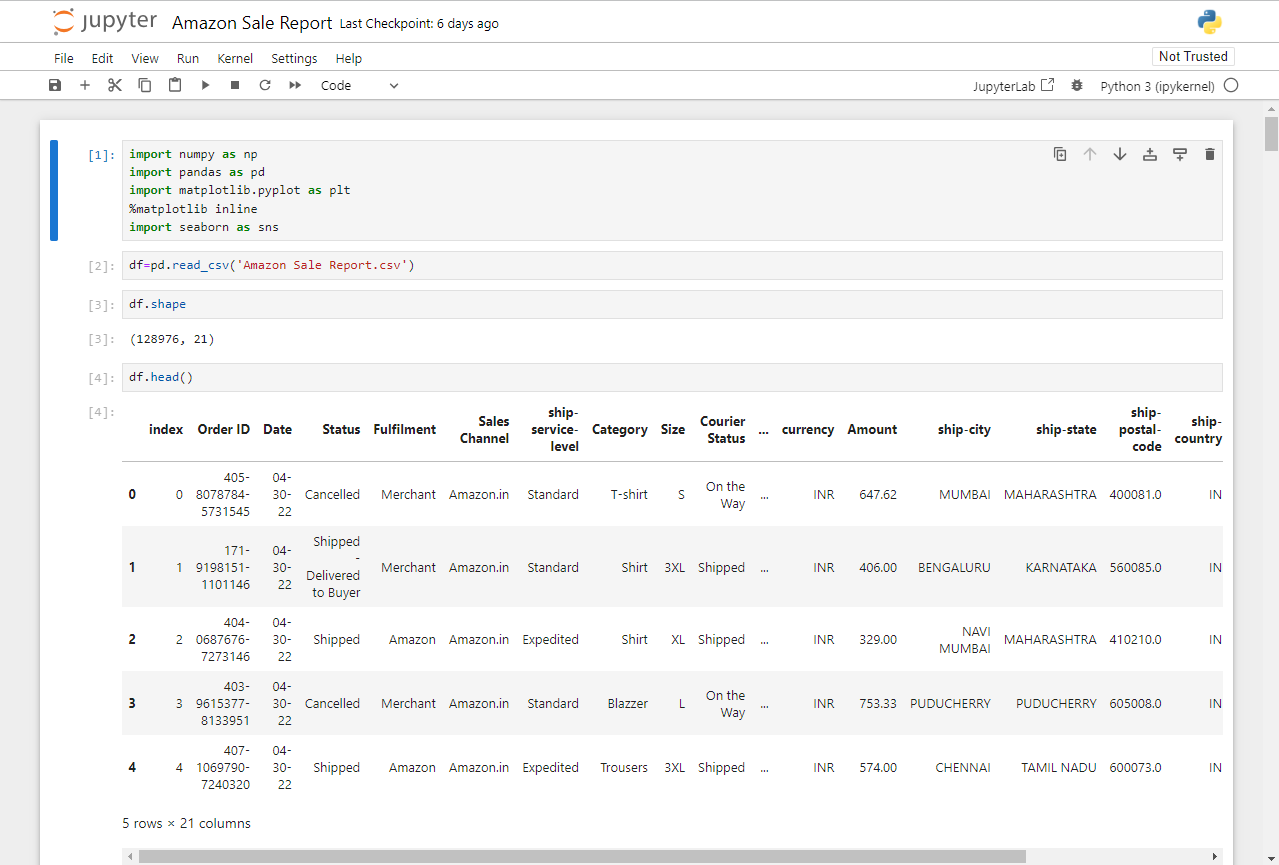 jupyter Amazon Sale Report Last Checkpoint: 6 days ago
File Edit View Run Kernel Settings Help Not Trusted
Code JupyterLab Python 3 (ipykernel)
[1]: import numpy as np
import pandas as pd
import matplotlib.pyplot as plt
%matplotlib inline
import seaborn as sns
[2]: df=pd.read_csv('Amazon Sale Report.csv')
[3]: df.shape
[3]: (128976, 21)
[4]: df.head()
[4]:
index Order ID Date Status Fulfilment Sales Channel ship-service-level Category Size Courier Status ... currency Amount ship-city ship-state ship-postal-code ship-country
0 0 405-8078784-5731545 04-30-22 Cancelled Merchant Amazon.in Standard T-shirt S On the Way ... INR 647.62 MUMBAI MAHARASHTRA 400081.0 IN
1 1 171-9198151-1101146 04-30-22 Shipped - Delivered to Buyer Merchant Amazon.in Standard Shirt 3XL Shipped ... INR 406.00 BENGALURU KARNATAKA 560085.0 IN
2 2 404-0687676-7273146 04-30-22 Shipped Amazon Amazon.in Expedited Shirt XL Shipped ... INR 329.00 NAVI MUMBAI MAHARASHTRA 410210.0 IN
3 3 403-9615377-8133951 04-30-22 Cancelled Merchant Amazon.in Standard Blazzer L On the Way ... INR 753.33 PUDUCHERRY PUDUCHERRY 605008.0 IN
4 4 407-1069790-7240320 04-30-22 Shipped Amazon Amazon.in Expedited Trousers 3XL Shipped ... INR 574.00 CHENNAI TAMIL NADU 600073.0 IN
5 rows × 21 columns